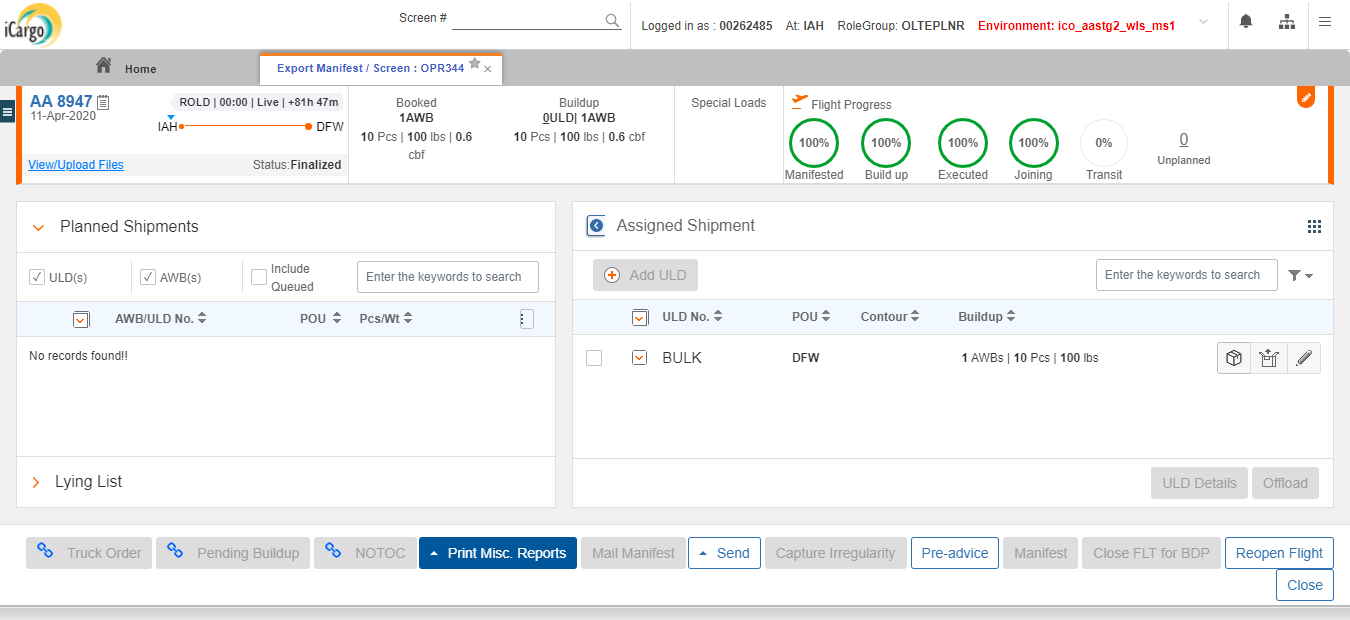 iCargo
Screen #
Logged in as : 00262485 At: IAH RoleGroup: OLTEPLNR Environment: ico_aastg2_wls_ms1
Home
Export Manifest / Screen : OPR344
AA 8947
11-Apr-2020
ROLD | 00:00 | Live | +81h 47m
IAH
DFW
View/Upload Files
Status:Finalized
Booked
1AWB
10 Pcs | 100 lbs | 0.6
cbf
Buildup
0ULD| 1AWB
10 Pcs | 100 lbs | 0.6 cbf
Special Loads
Flight Progress
100% 100% 100% 100% 0% 0
Manifested Build up Executed Joining Transit Unplanned
Planned Shipments
ULD(s) AWB(s) Include
Queued
Enter the keywords to search
AWB/ULD No. POU Pcs/Wt
No records found!!
Lying List
Assigned Shipment
Add ULD
Enter the keywords to search
ULD No. POU Contour Buildup
BULK DFW 1 AWBs | 10 Pcs | 100 lbs
ULD Details Offload
Truck Order Pending Buildup NOTOC Print Misc. Reports Mail Manifest Send Capture Irregularity Pre-advice Manifest Close FLT for BDP Reopen Flight
Close